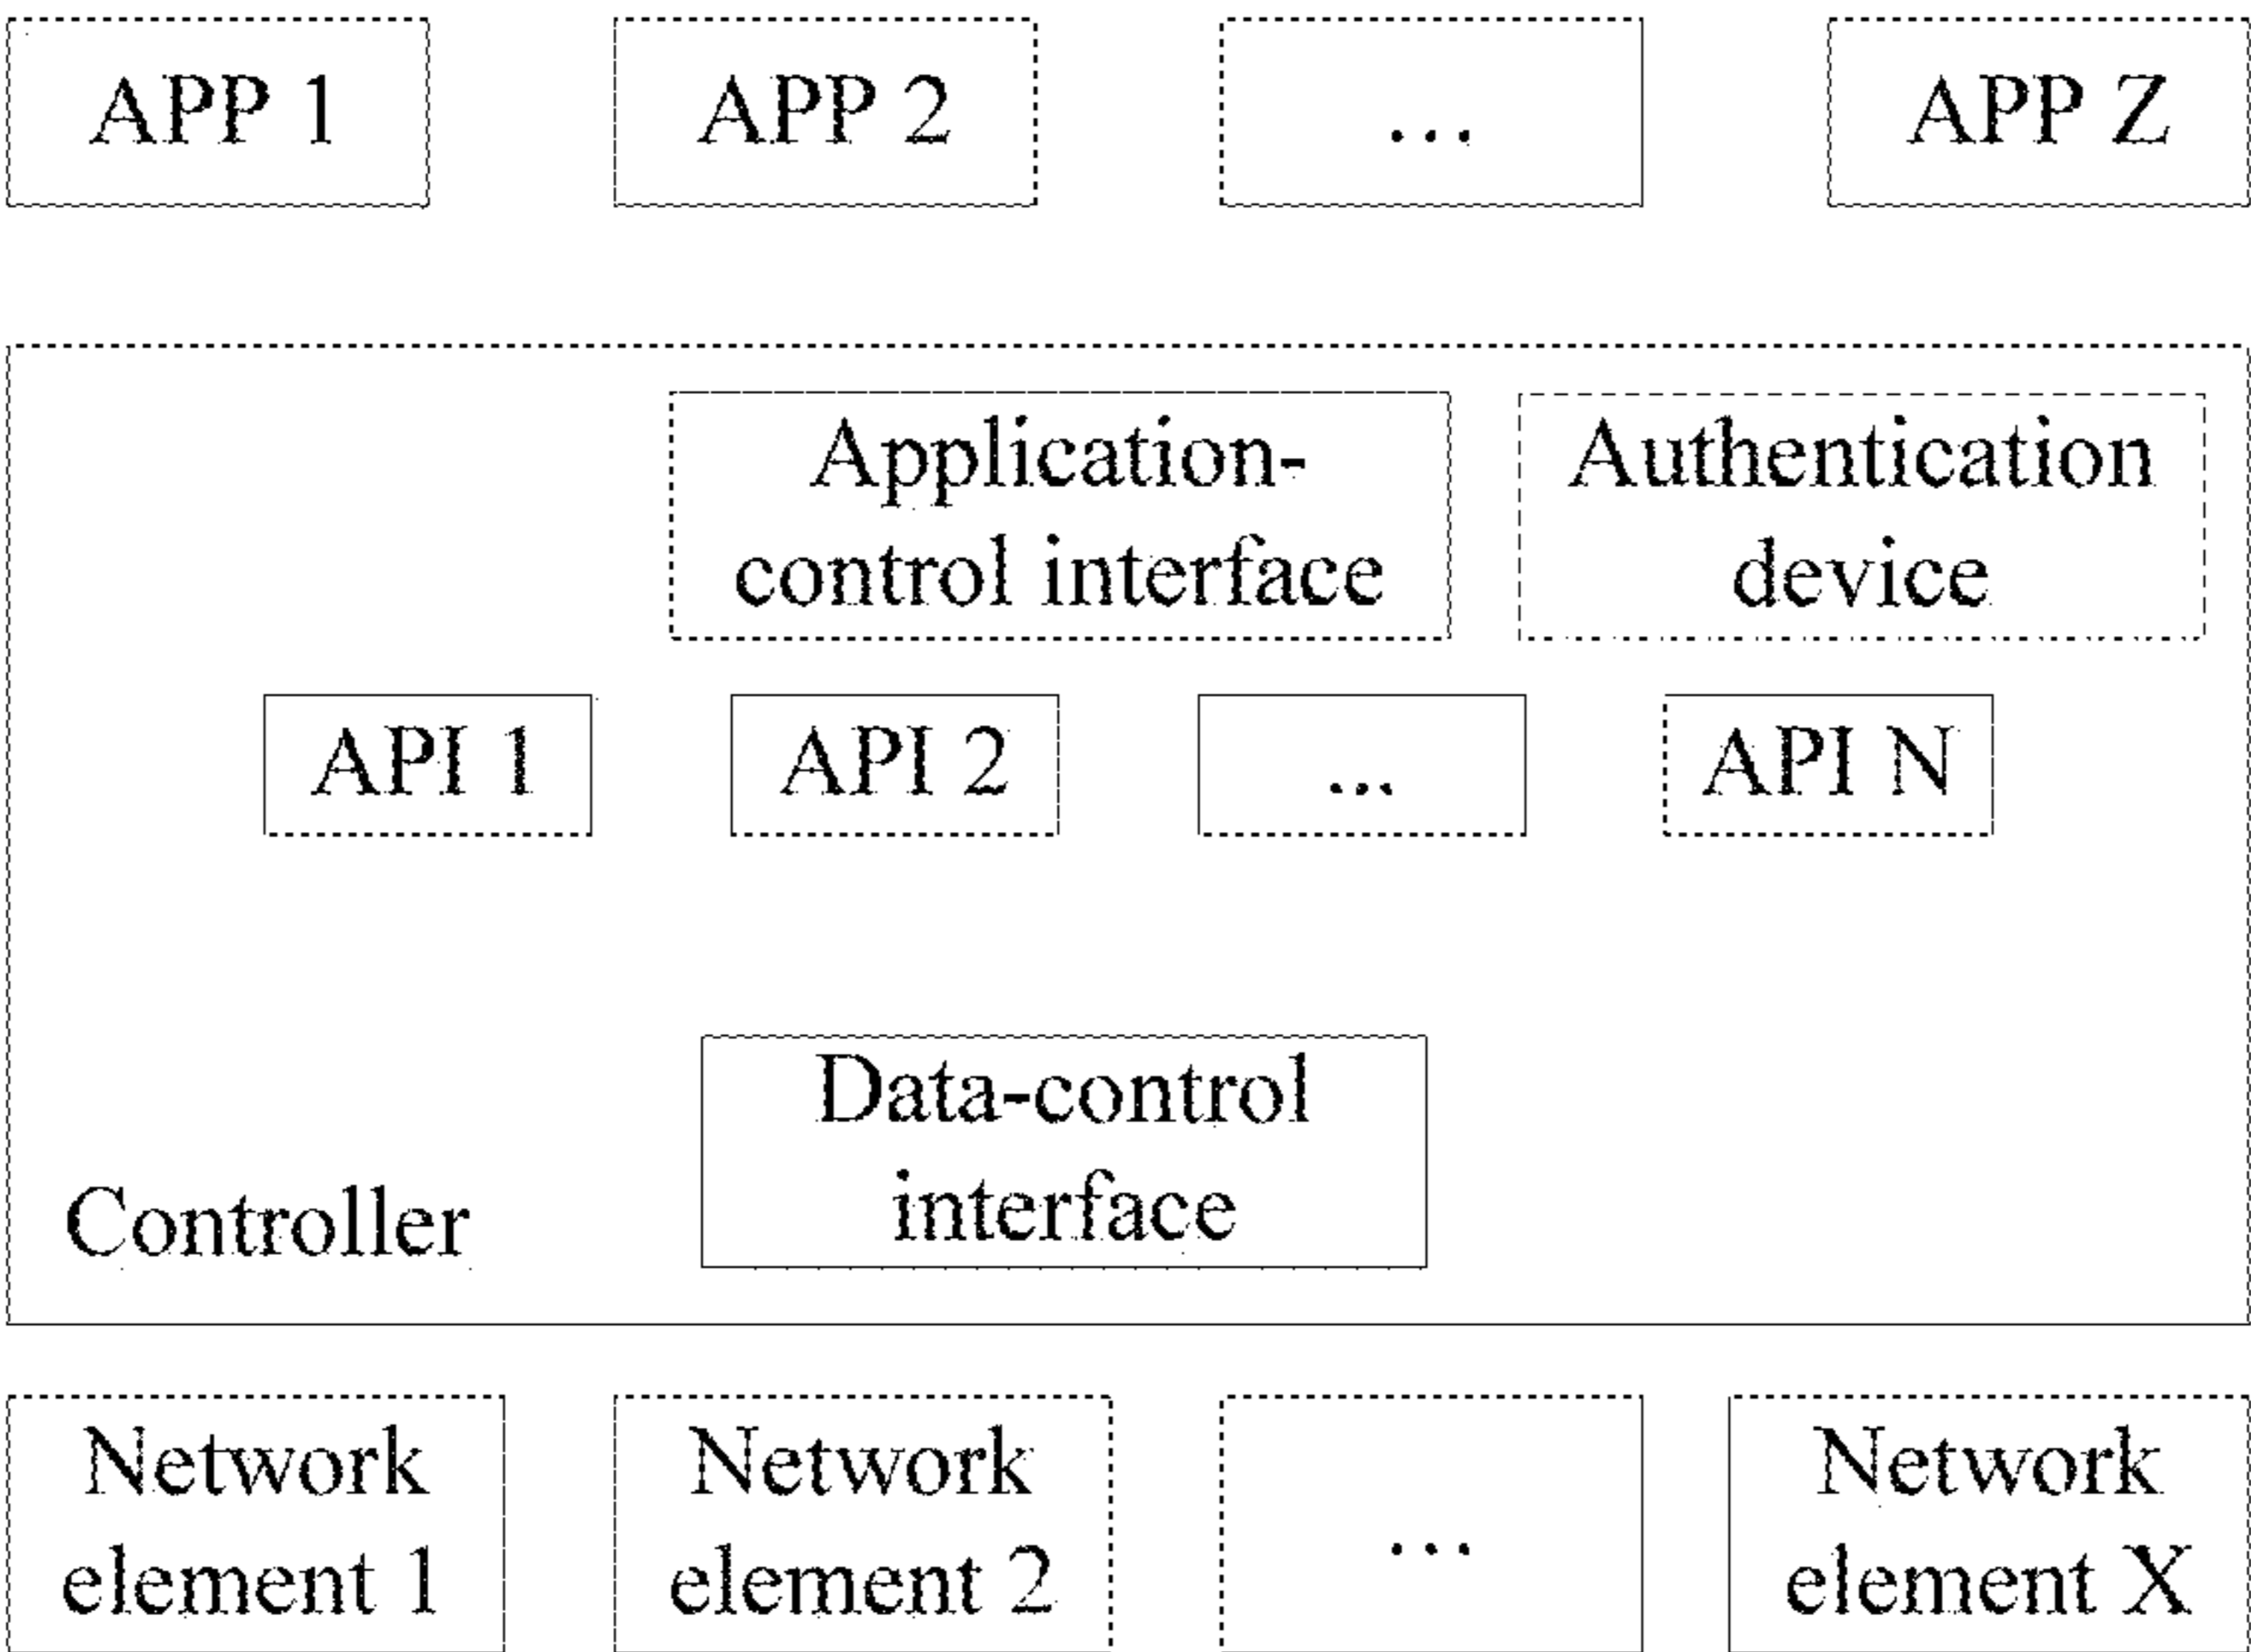 APP 1
APP 2
...
APP Z
Application-
control interface
Authentication
device
API 1
API 2
...
API N
Data-control
interface
Controller
Network
element 1
Network
element 2
...
Network
element X